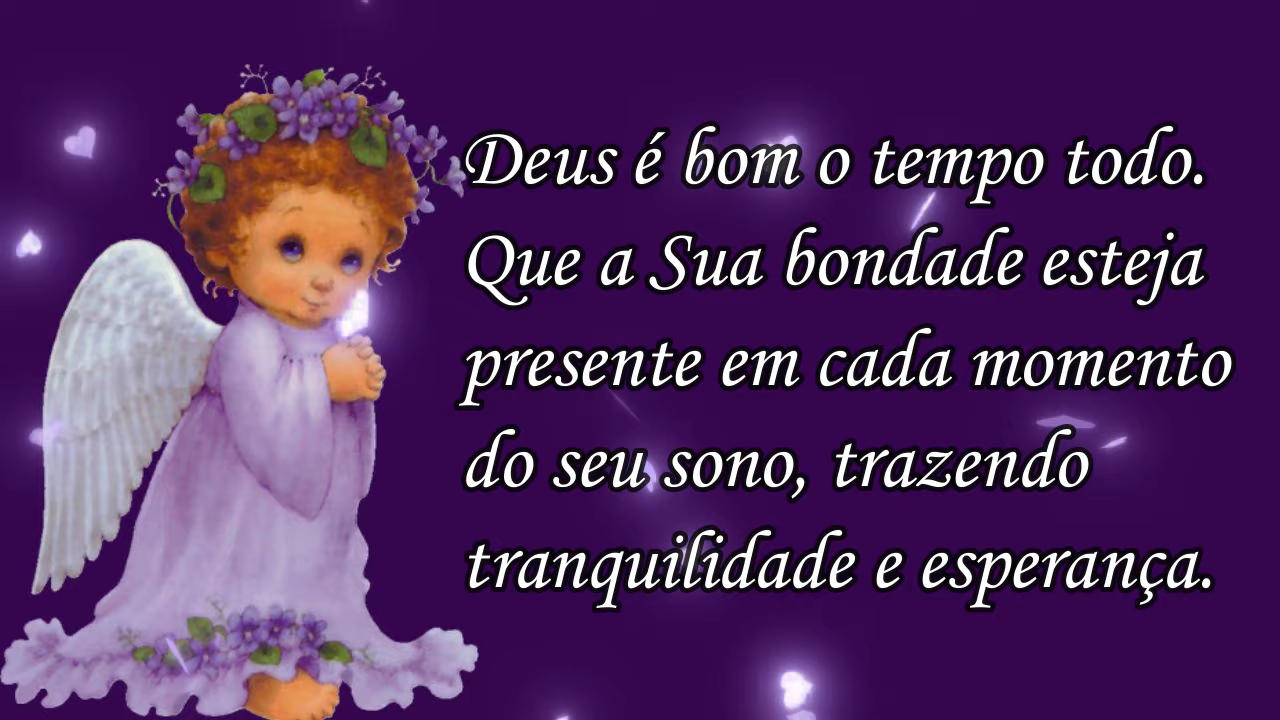 Deus é bom o tempo todo.
Que a Sua bondade esteja
presente em cada momento
do seu sono, trazendo
tranquilidade e esperança.